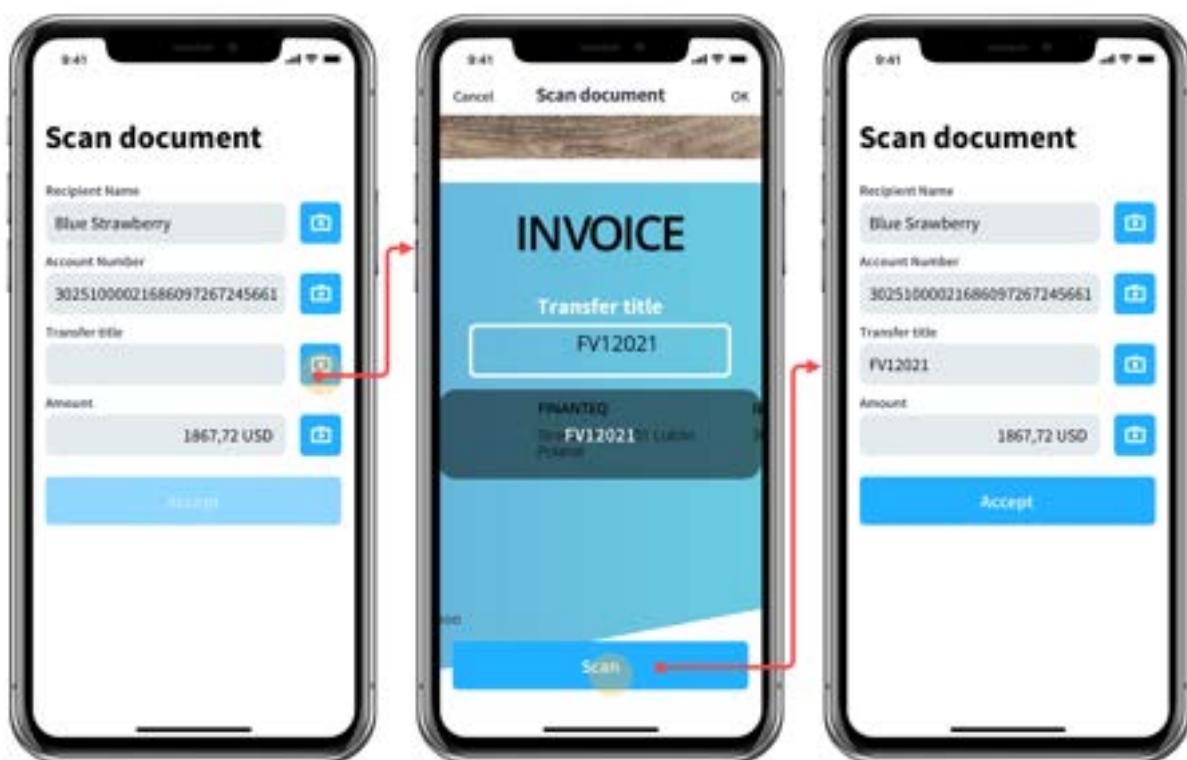 9:41
Scan document
Recipient Name
Blue Strawberry
Account Number
30251000021686097267245661
Transfer title
Amount
1867,72 USD
Accept
9:41
Cancel Scan document OK
INVOICE
Transfer title
FV12021
FINANTEQ
FV12021 Lublin
Poland
Scan
9:41
Scan document
Recipient Name
Blue Srawberry
Account Number
30251000021686097267245661
Transfer title
FV12021
Amount
1867,72 USD
Accept